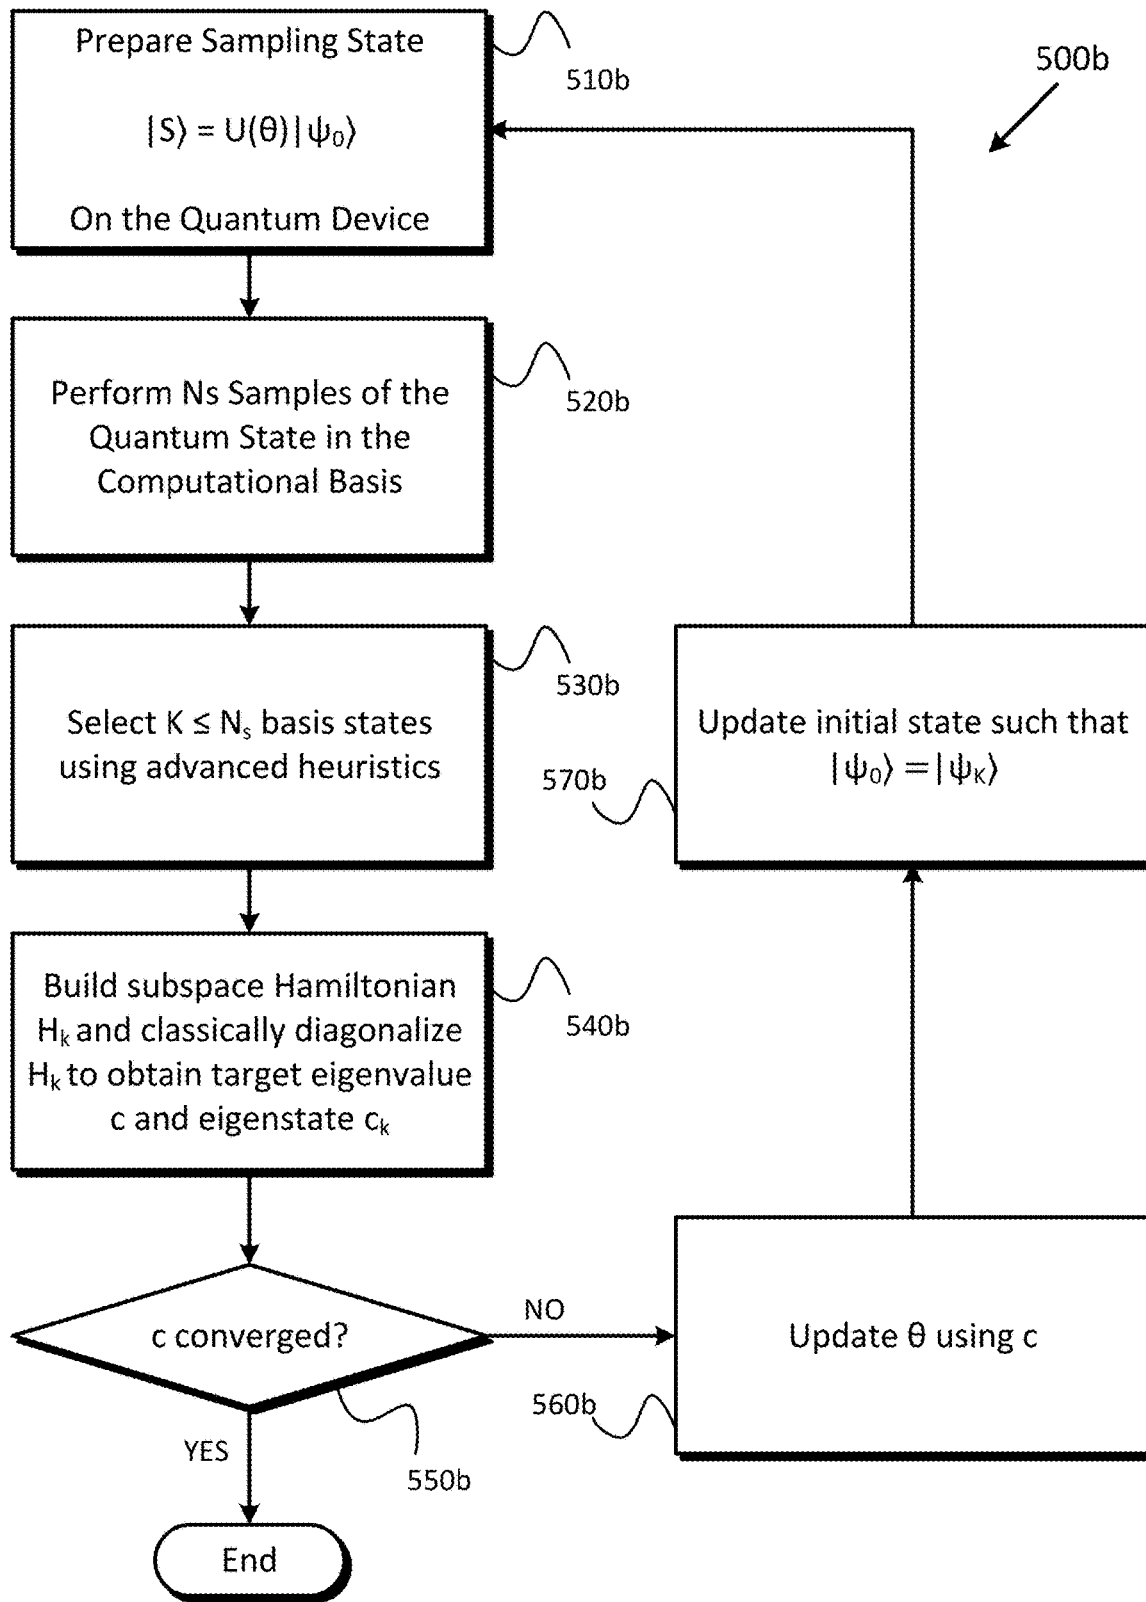 Prepare Sampling State
|S⟩ = U(θ)|ψ₀⟩
On the Quantum Device
510b
500b
Perform Ns Samples of the
Quantum State in the
Computational Basis
520b
Select K ≤ Nₛ basis states
using advanced heuristics
530b
Update initial state such that
|ψ₀⟩ =|ψ_K⟩
570b
Build subspace Hamiltonian
Hₖ and classically diagonalize
Hₖ to obtain target eigenvalue
c and eigenstate cₖ
540b
c converged?
NO
550b
YES
Update θ using c
560b
End